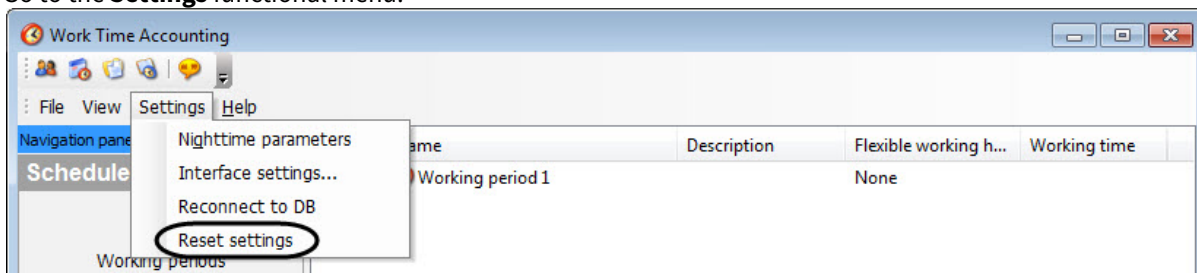 Go to the Settings functional menu.
Work Time Accounting
File View Settings Help
Navigation pane
Nighttime parameters
ame Description Flexible working h... Working time
Schedule
Interface settings...
Working period 1 None
Reconnect to DB
Reset settings
Working periods